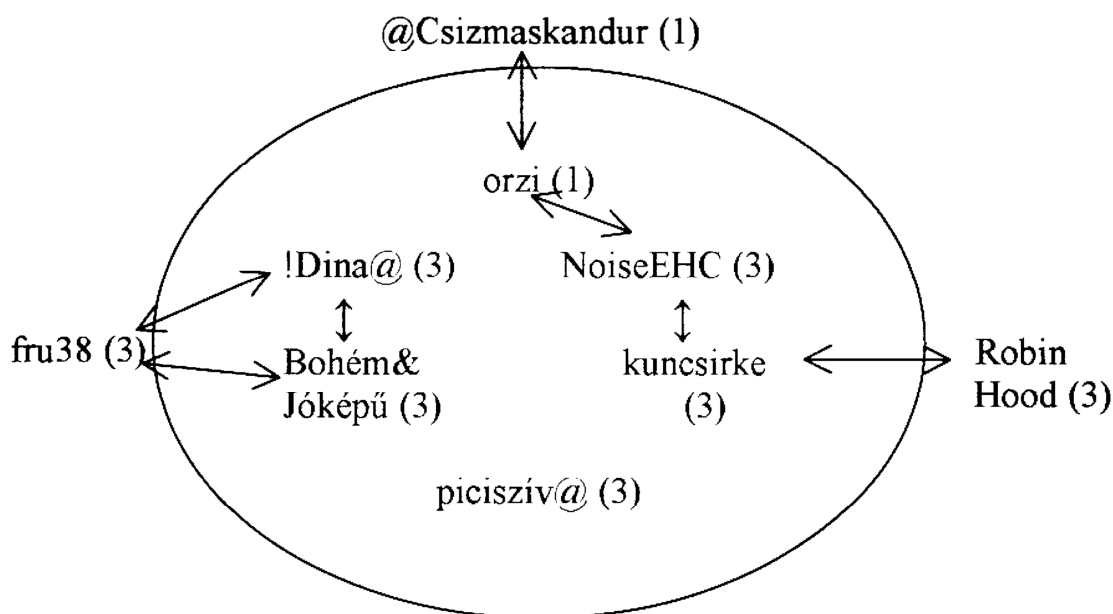 @Csizmaskandur (1)
orzi (1)
!Dina@ (3)
NoiseEHC (3)
fru38 (3)
Bohém&
Jóképű (3)
kuncsirke
(3)
Robin
Hood (3)
piciszív@ (3)